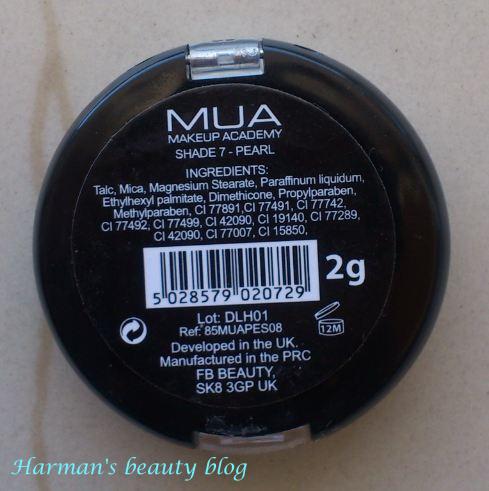 MUA
MAKEUP ACADEMY
SHADE 7 - PEARL
INGREDIENTS:
Talc, Mica, Magnesium Stearate, Paraffinum liquidum,
Ethylhexyl palmitate, Dimethicone, Propylparaben,
Methylparaben, CI 77891,CI 77491, CI 77742,
CI 77492, CI 77499, CI 42090, CI 19140, CI 77289,
CI 42090, CI 77007, CI 15850,
5 028579 020729
2g
Lot: DLH01
Ref: 85MUAPES08
12M
Developed in the UK.
Manufactured in the PRC
FB BEAUTY,
SK8 3GP UK
Harman's beauty blog